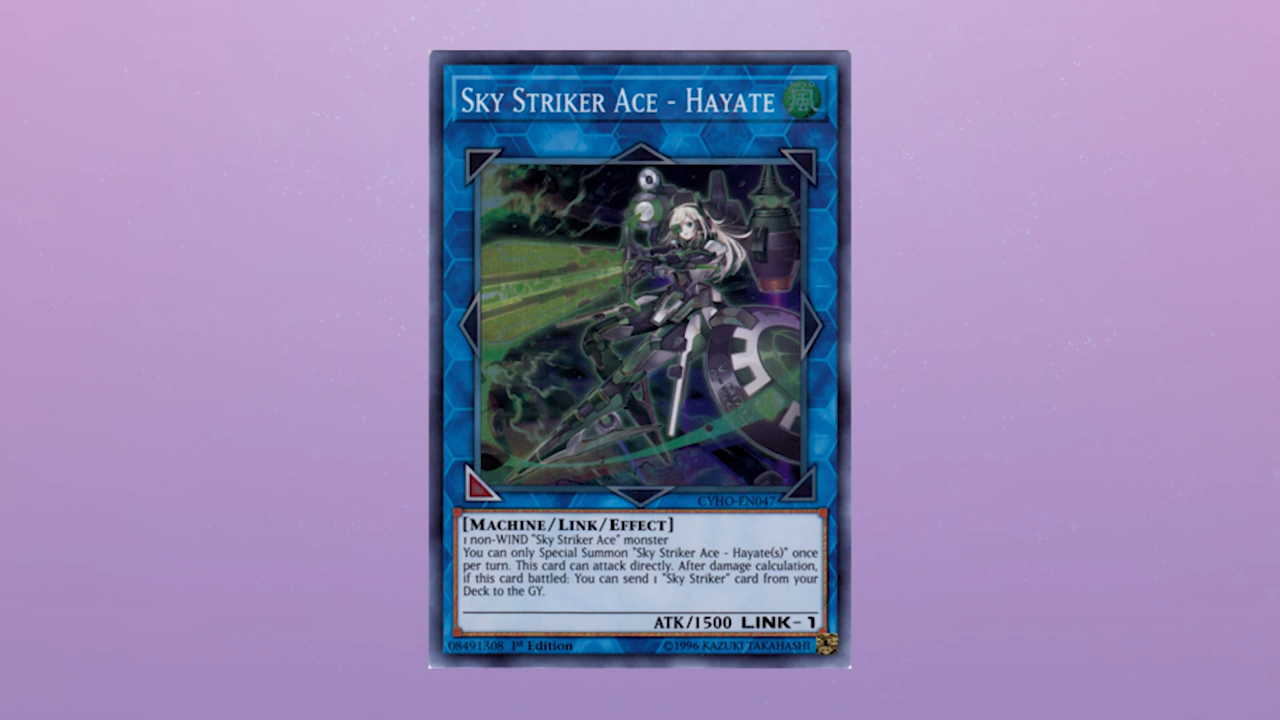 SKY STRIKER ACE - HAYATE
風
CYHO-EN047
[MACHINE/LINK/EFFECT]
1 non-WIND "Sky Striker Ace" monster
You can only Special Summon "Sky Striker Ace - Hayate(s)" once
per turn. This card can attack directly. After damage calculation,
if this card battled: You can send 1 "Sky Striker" card from your
Deck to the GY.
ATK/1500 LINK-1
08491308 1st Edition ©1996 KAZUKI TAKAHASHI